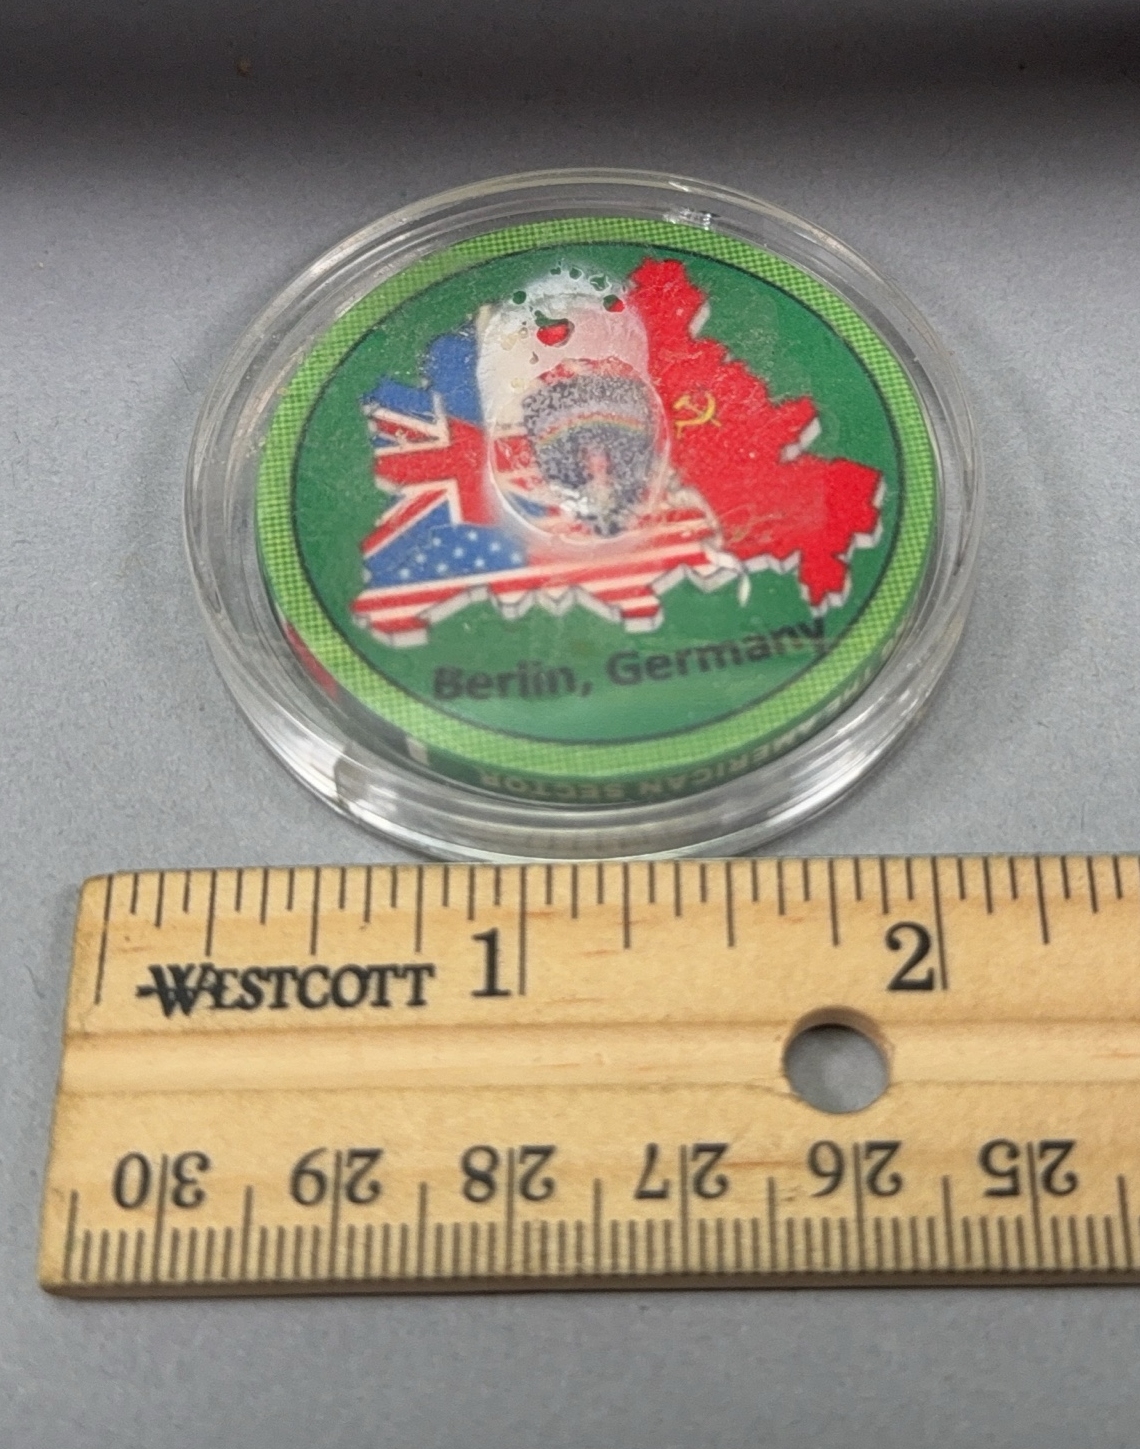 Berlin, Germany
AMERICAN SECTOR
WESTCOTT
1 2
30 29 28 27 26 25